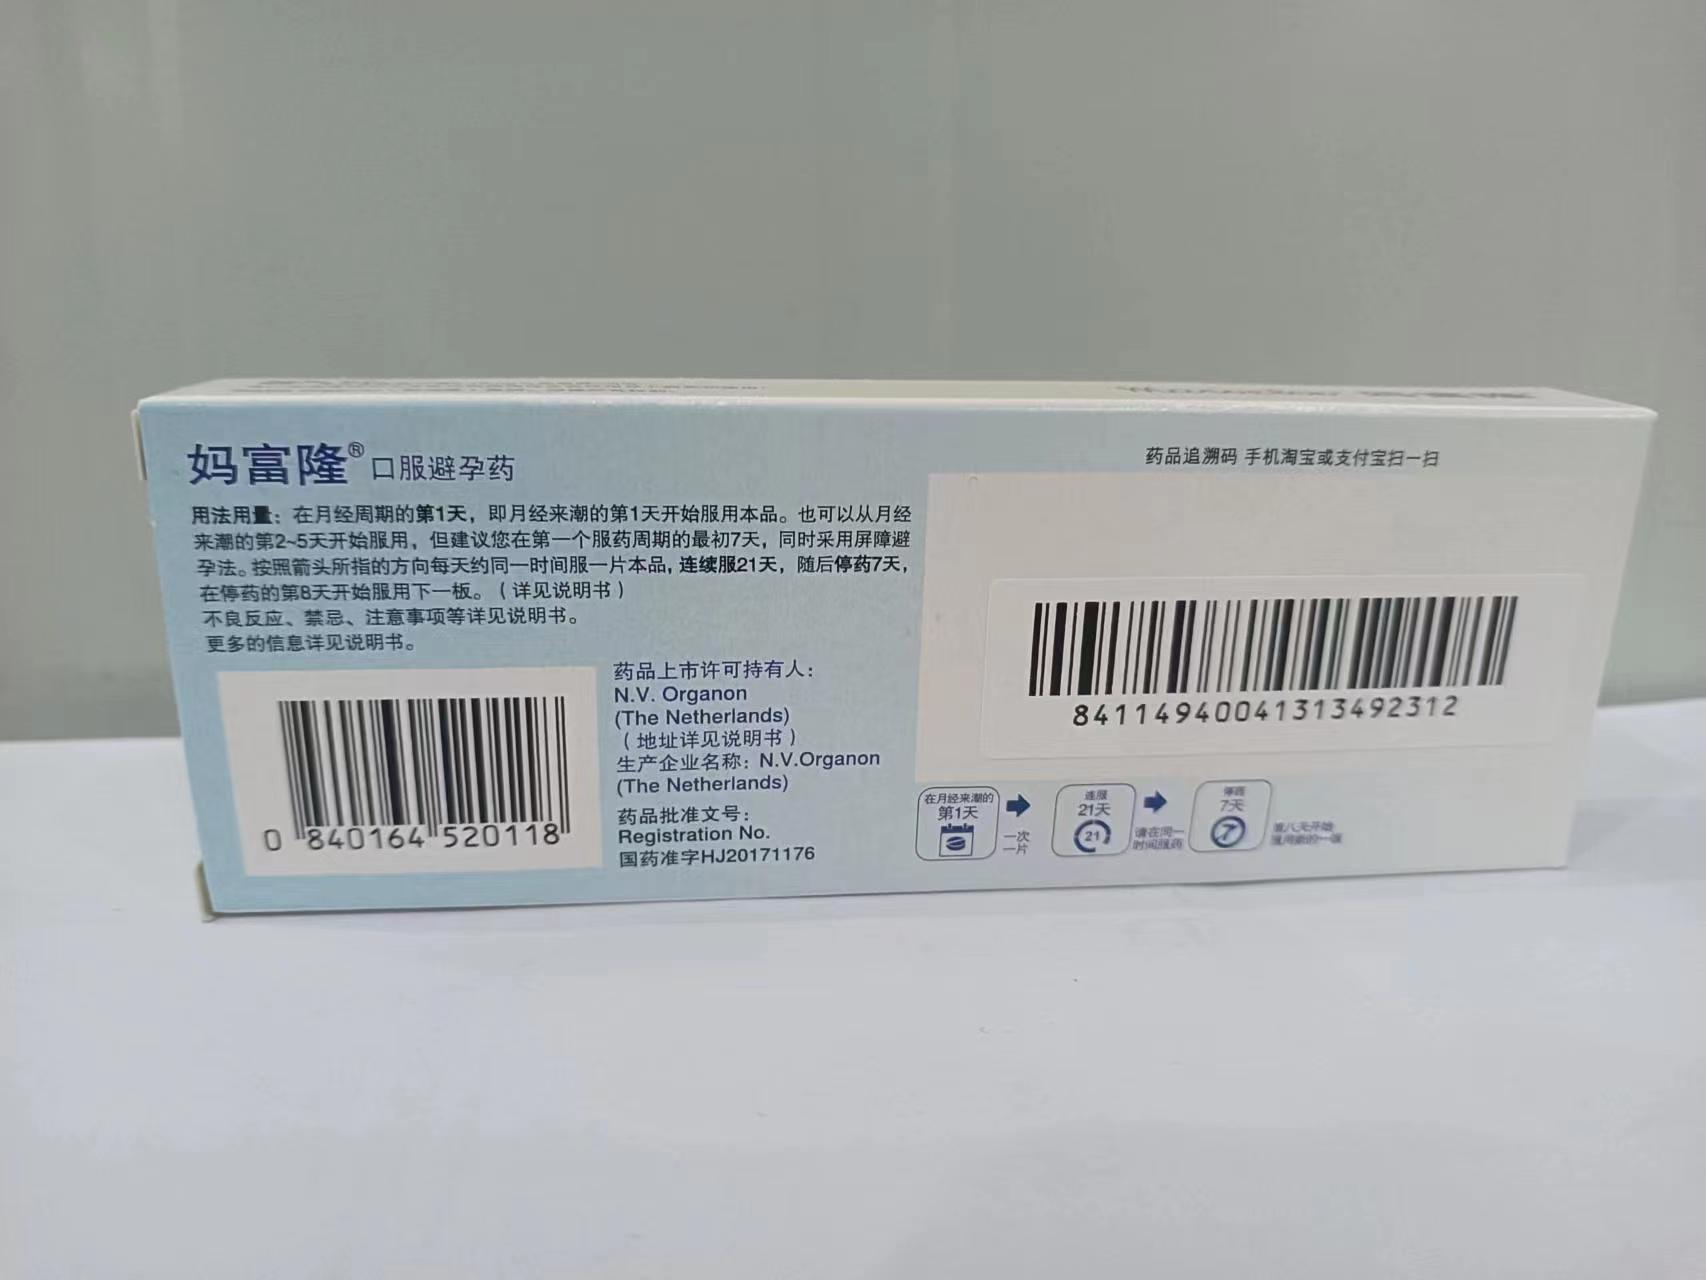 妈富隆® 口服避孕药
用法用量：在月经周期的第1天，即月经来潮的第1天开始服用本品。也可以从月经
来潮的第2~5天开始服用，但建议您在第一个服药周期的最初7天，同时采用屏障避
孕法。按照箭头所指的方向每天约同一时间服一片本品，连续服21天，随后停药7天，
在停药的第8天开始服用下一板。（详见说明书）
不良反应、禁忌、注意事项等详见说明书。
更多的信息详见说明书。
0 840164 520118
药品上市许可持有人：
N.V. Organon
(The Netherlands)
（地址详见说明书）
生产企业名称：N.V.Organon
(The Netherlands)
药品批准文号：
Registration No.
国药准字HJ20171176
药品追溯码 手机淘宝或支付宝扫一扫
84114940041313492312
在月经来潮的
第1天
一次
一片
连服
21天
21
请在同一
时间服药
停药
7天
7
第八天开始